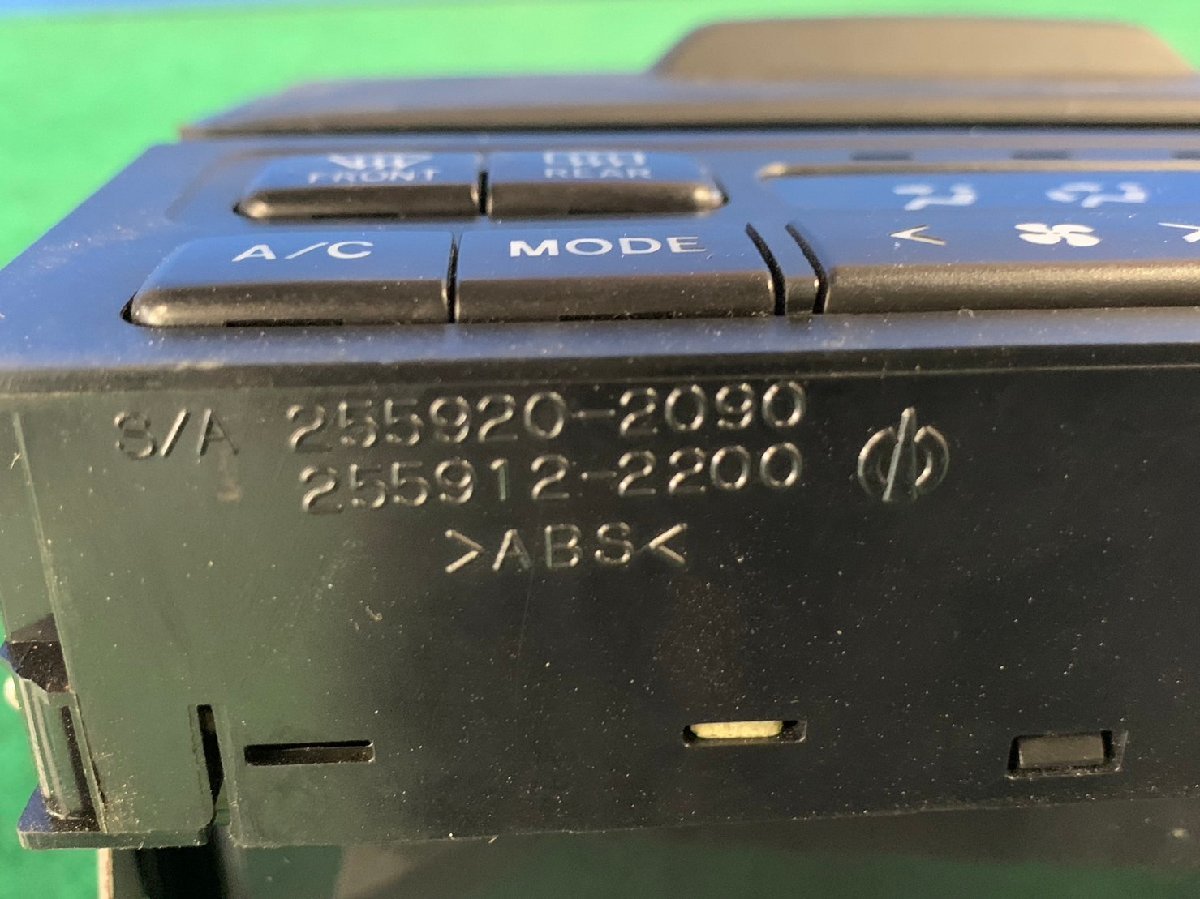 FRONT REAR
A/C MODE < >
S/A 255920-2090
255912-2200
>ABS<